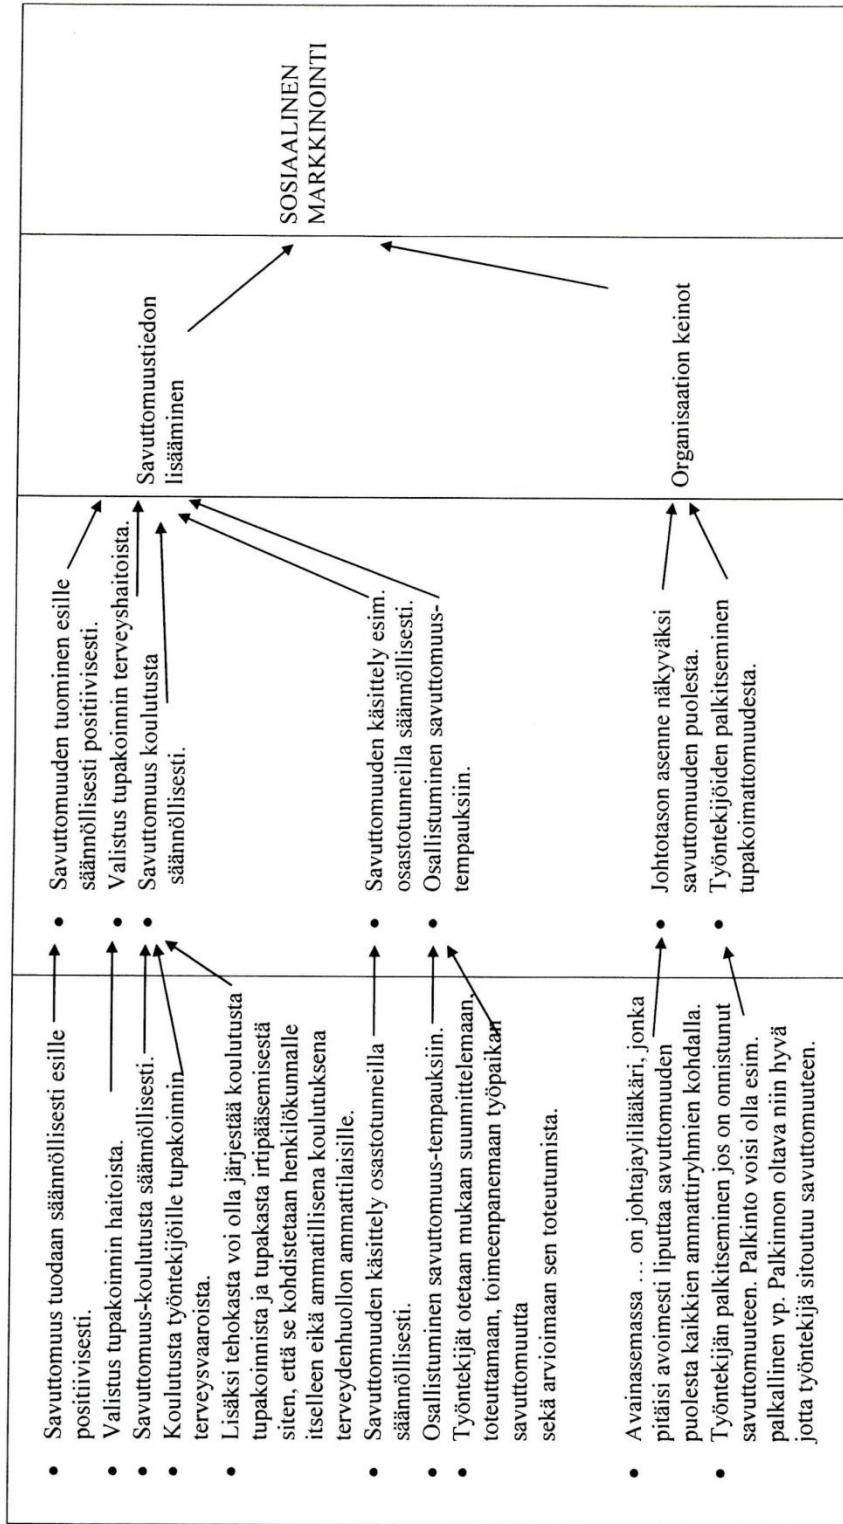 • Savuttomuus tuodaan säännöllisesti esille
positiivisesti.
• Valistus tupakoinnin haitoista.
• Savuttomuus-koulutusta säännöllisesti.
• Koulutusta työntekijöille tupakoinnin
terveysvaaroista.
• Lisäksi tehokasta voi olla järjestää koulutusta
tupakoinnista ja tupakasta irtipääsemisestä
siten, että se kohdistetaan henkilökunnalle
itselleen eikä ammatillisena koulutuksena
terveydenhuollon ammattilaisille.
• Savuttomuuden käsittely osastotunneilla
säännöllisesti.
• Osallistuminen savuttomuus-tempauksiin.
• Työntekijät otetaan mukaan suunnittelemaan,
toteuttamaan, toimeenpanemaan työpaikan
savuttomuutta
sekä arvioimaan sen toteutumista.
• Avainasemassa … on johtajaylilääkäri, jonka
pitäisi avoimesti liputtaa savuttomuuden
puolesta kaikkien ammattiryhmien kohdalla.
• Työntekijän palkitseminen jos on onnistunut
savuttomuuteen. Palkinto voisi olla esim.
palkallinen vp. Palkinnon oltava niin hyvä
jotta työntekijä sitoutuu savuttomuuteen.
• Savuttomuuden tuominen esille
säännöllisesti positiivisesti.
• Valistus tupakoinnin terveyshaitoista.
• Savuttomuus koulutusta
säännöllisesti.
• Savuttomuuden käsittely esim.
osastotunneilla säännöllisesti.
• Osallistuminen savuttomuus-
tempauksiin.
• Johtotason asenne näkyväksi
savuttomuuden puolesta.
• Työntekijöiden palkitseminen
tupakoimattomuudesta.
Savuttomuustiedon
lisääminen
Organisaation keinot
SOSIAALINEN
MARKKINOINTI